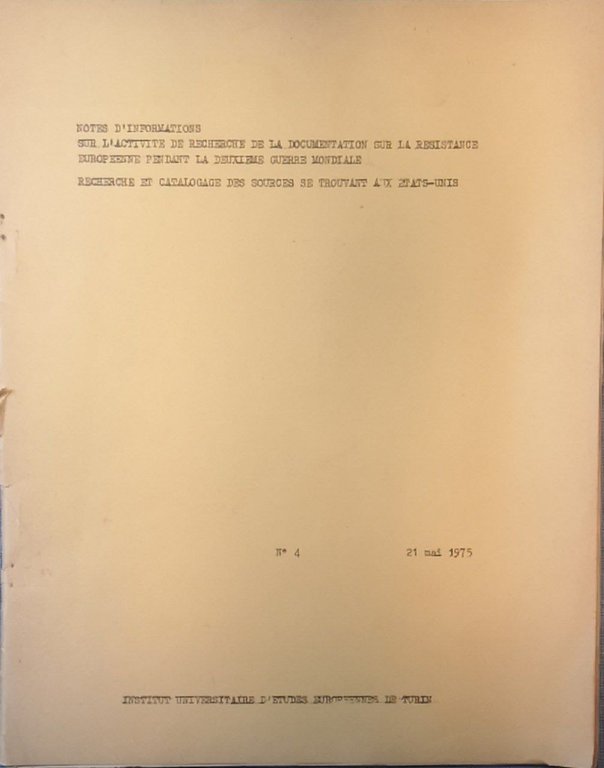 NOTES D'INFORMATIONS
SUR L'ACTIVITE DE RECHERCHE DE LA DOCUMENTATION SUR LA RESISTANCE
EUROPEENNE PENDANT LA DEUXIEME GUERRE MONDIALE
RECHERCHE ET CATALOGAGE DES SOURCES SE TROUVANT AUX ETATS-UNIS
N° 4 21 mai 1975
INSTITUT UNIVERSITAIRE D'ETUDES EUROPEENNES DE TURIN